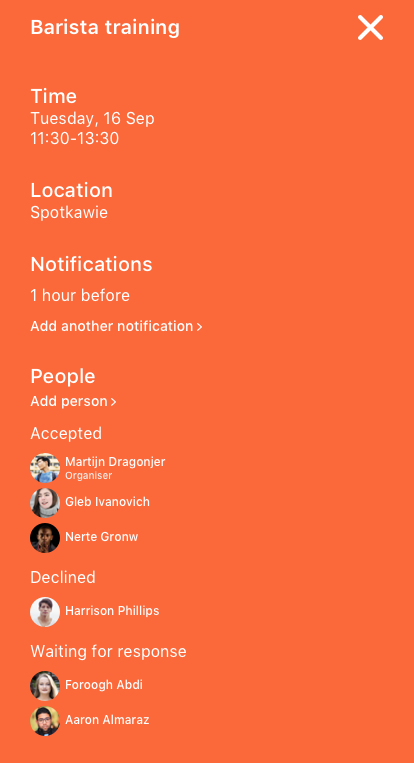 Barista training
Time
Tuesday, 16 Sep
11:30-13:30
Location
Spotkawie
Notifications
1 hour before
Add another notification >
People
Add person >
Accepted
Martijn Dragonjer
Organiser
Gleb Ivanovich
Nerte Gronw
Declined
Harrison Phillips
Waiting for response
Foroogh Abdi
Aaron Almaraz